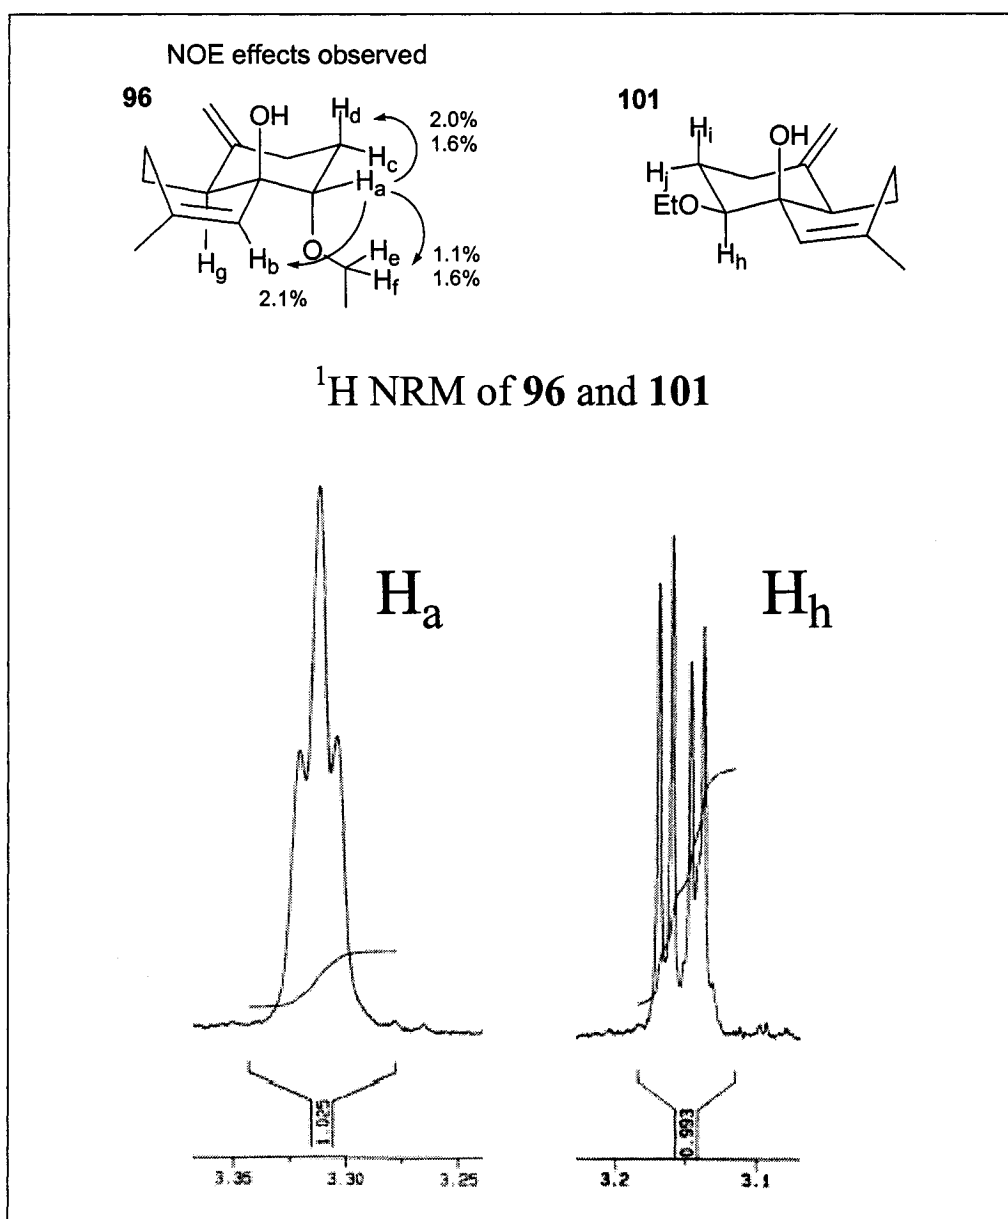 NOE effects observed
96
OH
Hd
2.0%
1.6%
Hc
Ha
O
He
1.1%
Hf
1.6%
Hg
Hb
2.1%
101
Hi
OH
Hj
EtO
Hh
¹H NRM of 96 and 101
Ha
Hh
1.025
0.993
3.35
3.30
3.25
3.2
3.1